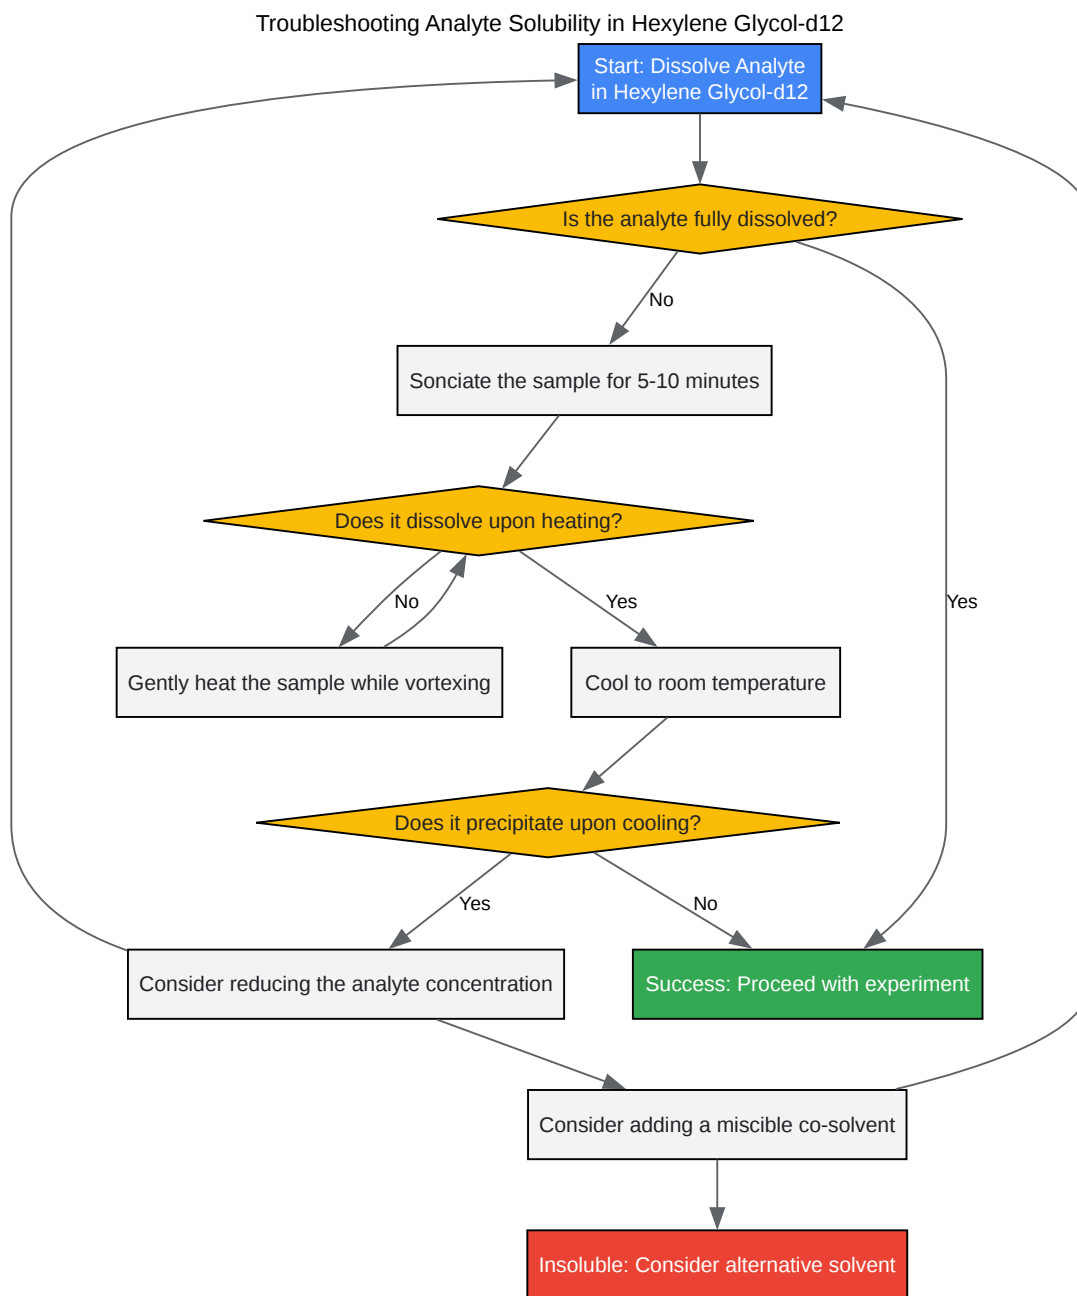 Troubleshooting Analyte Solubility in Hexylene Glycol-d12
Start: Dissolve Analyte
in Hexylene Glycol-d12
Is the analyte fully dissolved?
No
Sonciate the sample for 5-10 minutes
Does it dissolve upon heating?
No
Yes
Yes
Gently heat the sample while vortexing
Cool to room temperature
Does it precipitate upon cooling?
Yes
No
Consider reducing the analyte concentration
Success: Proceed with experiment
Consider adding a miscible co-solvent
Insoluble: Consider alternative solvent